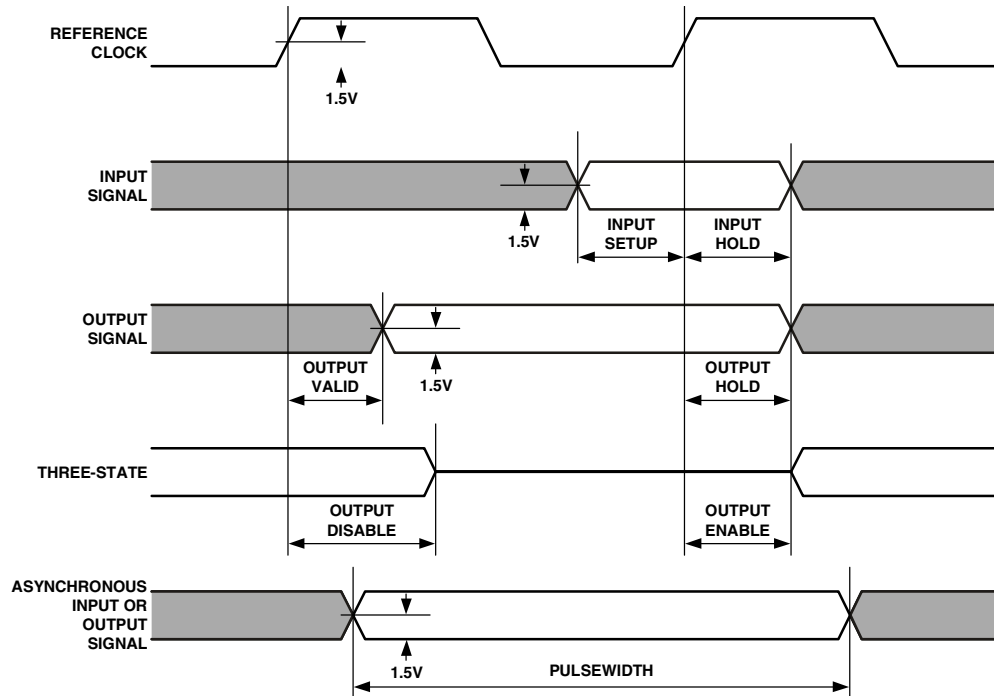 REFERENCE
CLOCK
1.5V
INPUT
SIGNAL
1.5V
INPUT
SETUP
INPUT
HOLD
OUTPUT
SIGNAL
OUTPUT
VALID
1.5V
OUTPUT
HOLD
THREE-STATE
OUTPUT
DISABLE
OUTPUT
ENABLE
ASYNCHRONOUS
INPUT OR
OUTPUT
SIGNAL
1.5V
PULSEWIDTH